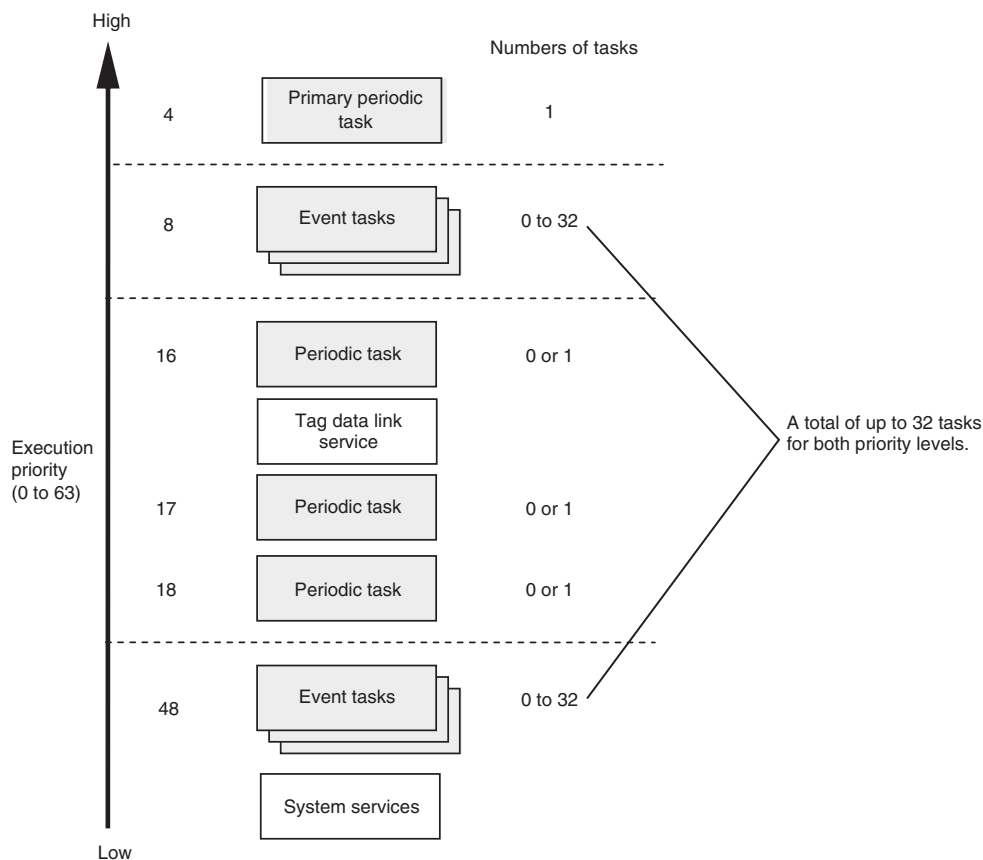 High
Numbers of tasks
4
Primary periodic
task
1
8
Event tasks
0 to 32
16
Periodic task
0 or 1
Tag data link
service
A total of up to 32 tasks
for both priority levels.
Execution
priority
(0 to 63)
17
Periodic task
0 or 1
18
Periodic task
0 or 1
48
Event tasks
0 to 32
System services
Low